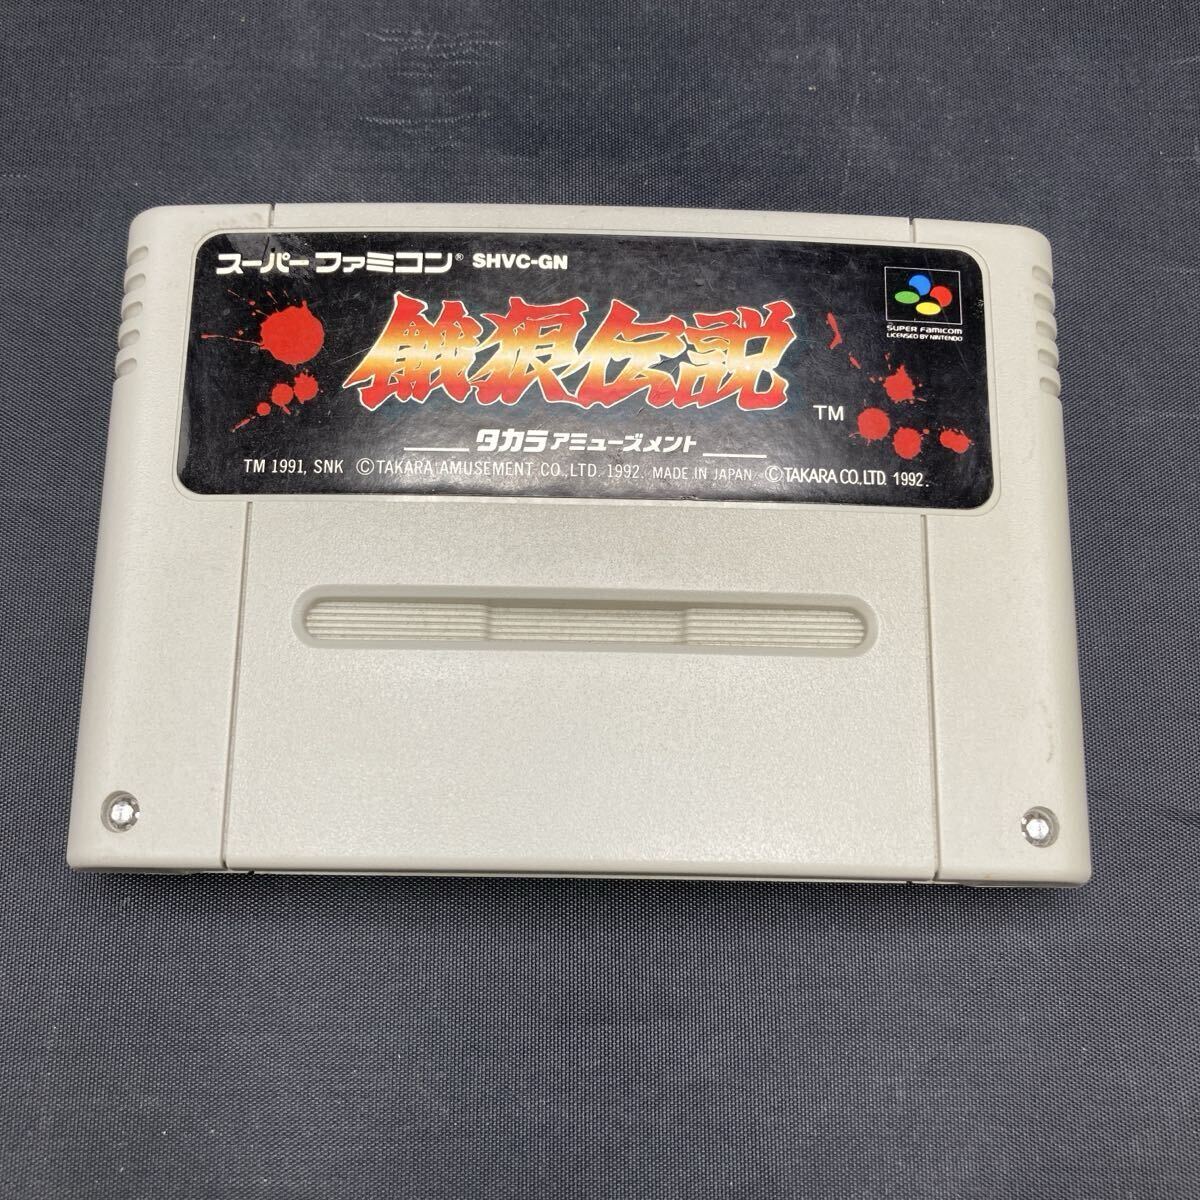 スーパーファミコン® SHVC-GN
餓狼伝説
TM
SUPER FAMICOM
LICENSED BY NINTENDO
タカラアミューズメント
TM 1991, SNK ©TAKARA AMUSEMENT CO., LTD. 1992. MADE IN JAPAN ©TAKARA CO.,LTD. 1992.